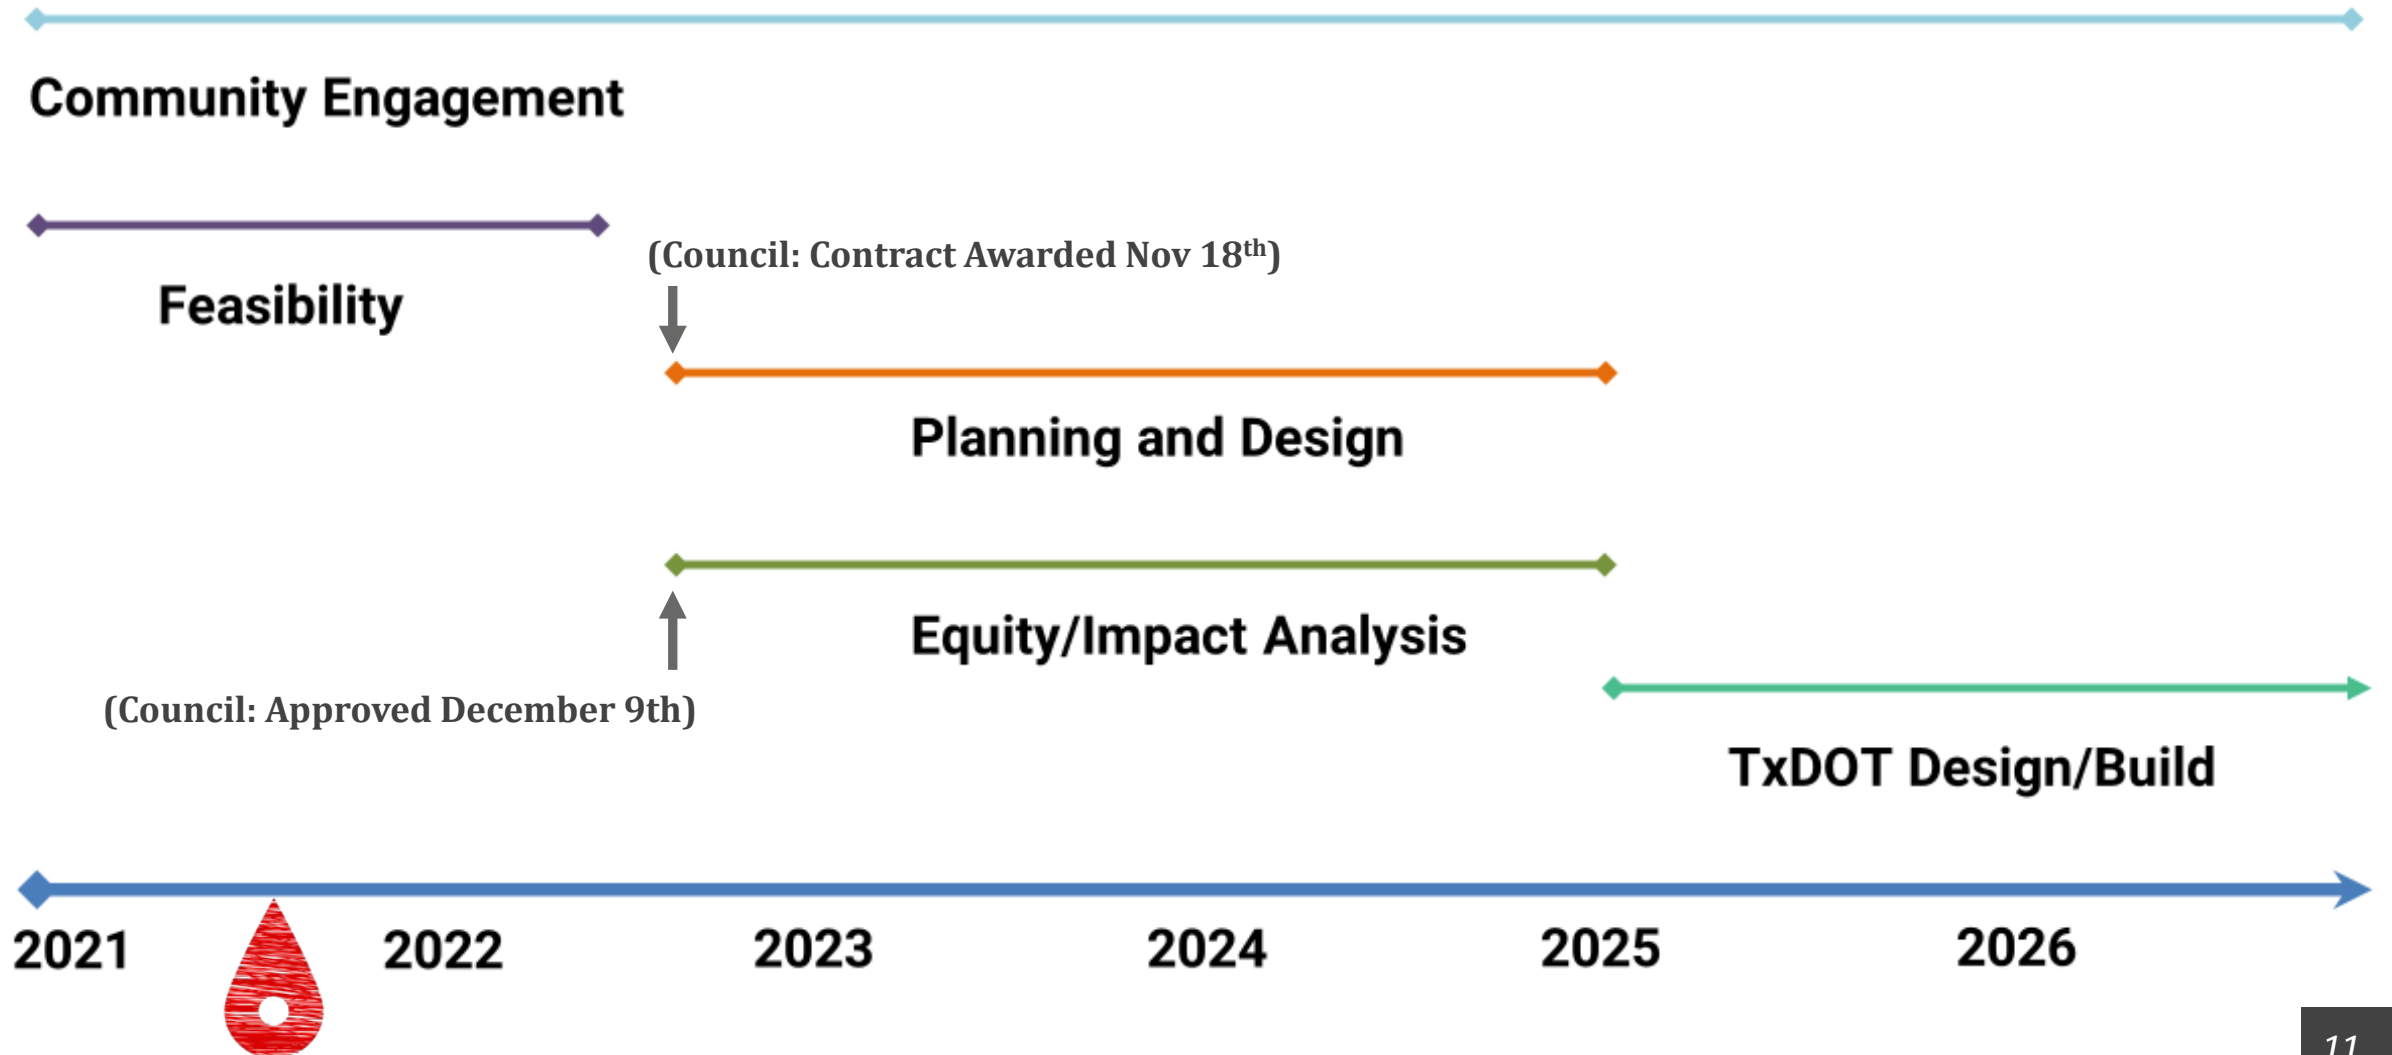 Community Engagement
(Council: Contract Awarded Nov 18th)
Feasibility
Planning and Design
Equity/Impact Analysis
(Council: Approved December 9th)
TxDOT Design/Build
2021 2022 2023 2024 2025 2026
11